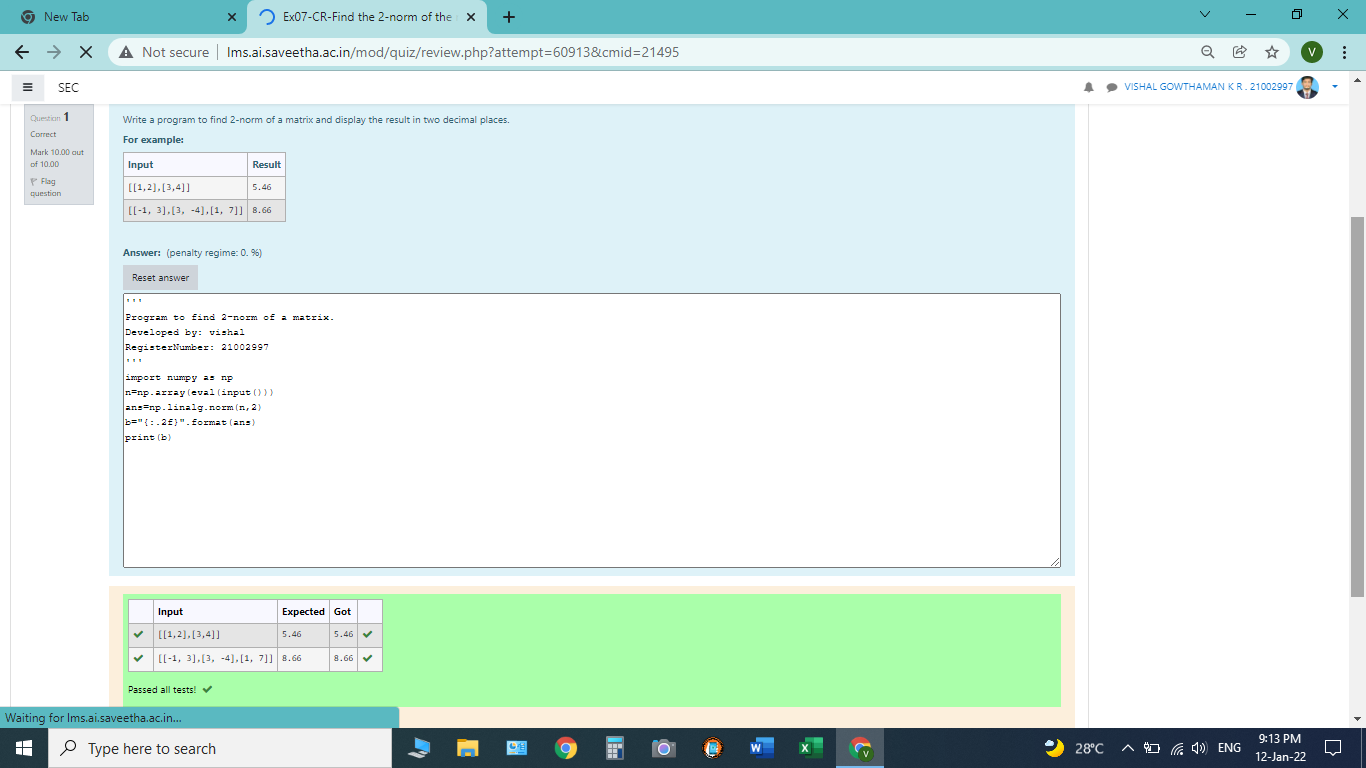 New Tab
Ex07-CR-Find the 2-norm of the
Not secure
lms.ai.saveetha.ac.in/mod/quiz/review.php?attempt=60913&cmid=21495
V
SEC
VISHAL GOWTHAMAN K R . 21002997
Question 1
Correct
Mark 10.00 out
of 10.00
Flag
question
Write a program to find 2-norm of a matrix and display the result in two decimal places.
For example:
Input Result
[[1,2],[3,4]] 5.46
[[-1, 3],[3, -4],[1, 7]] 8.66
Answer: (penalty regime: 0. %)
Reset answer
'''
Program to find 2-norm of a matrix.
Developed by: vishal
RegisterNumber: 21002997
'''
import numpy as np
n=np.array(eval(input()))
ans=np.linalg.norm(n,2)
b="{:.2f}".format(ans)
print(b)
Input Expected Got
[[1,2],[3,4]] 5.46 5.46
[[-1, 3],[3, -4],[1, 7]] 8.66 8.66
Passed all tests!
Waiting for lms.ai.saveetha.ac.in...
Type here to search
28°C
ENG
9:13 PM
12-Jan-22